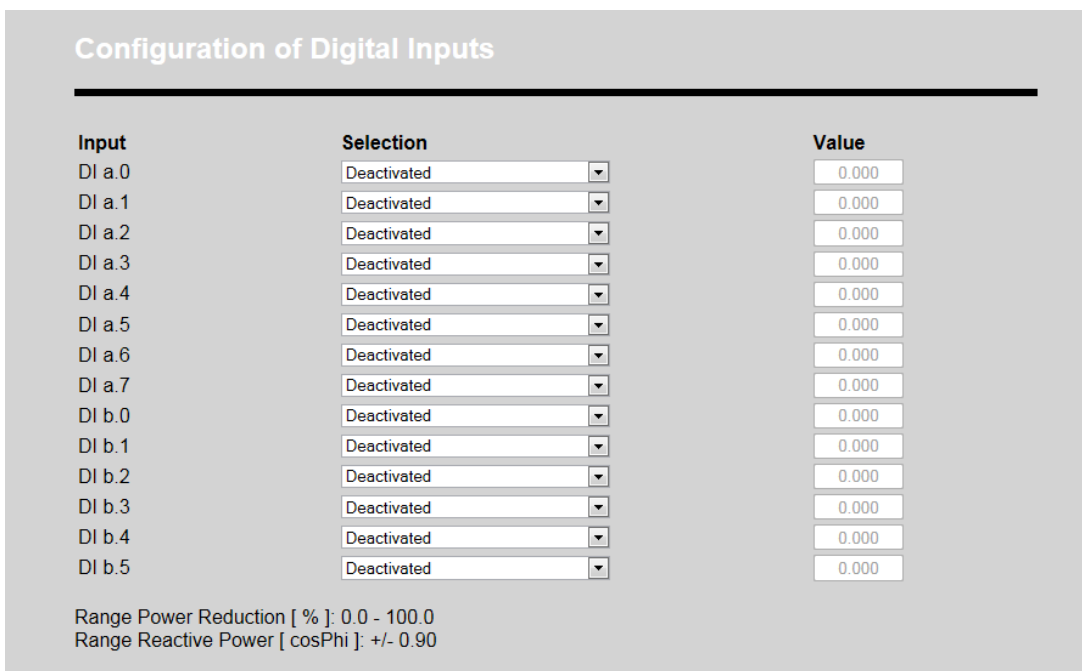 Configuration of Digital Inputs
Input Selection Value
DI a.0 Deactivated 0.000
DI a.1 Deactivated 0.000
DI a.2 Deactivated 0.000
DI a.3 Deactivated 0.000
DI a.4 Deactivated 0.000
DI a.5 Deactivated 0.000
DI a.6 Deactivated 0.000
DI a.7 Deactivated 0.000
DI b.0 Deactivated 0.000
DI b.1 Deactivated 0.000
DI b.2 Deactivated 0.000
DI b.3 Deactivated 0.000
DI b.4 Deactivated 0.000
DI b.5 Deactivated 0.000
Range Power Reduction [ % ]: 0.0 - 100.0
Range Reactive Power [ cosPhi ]: +/- 0.90